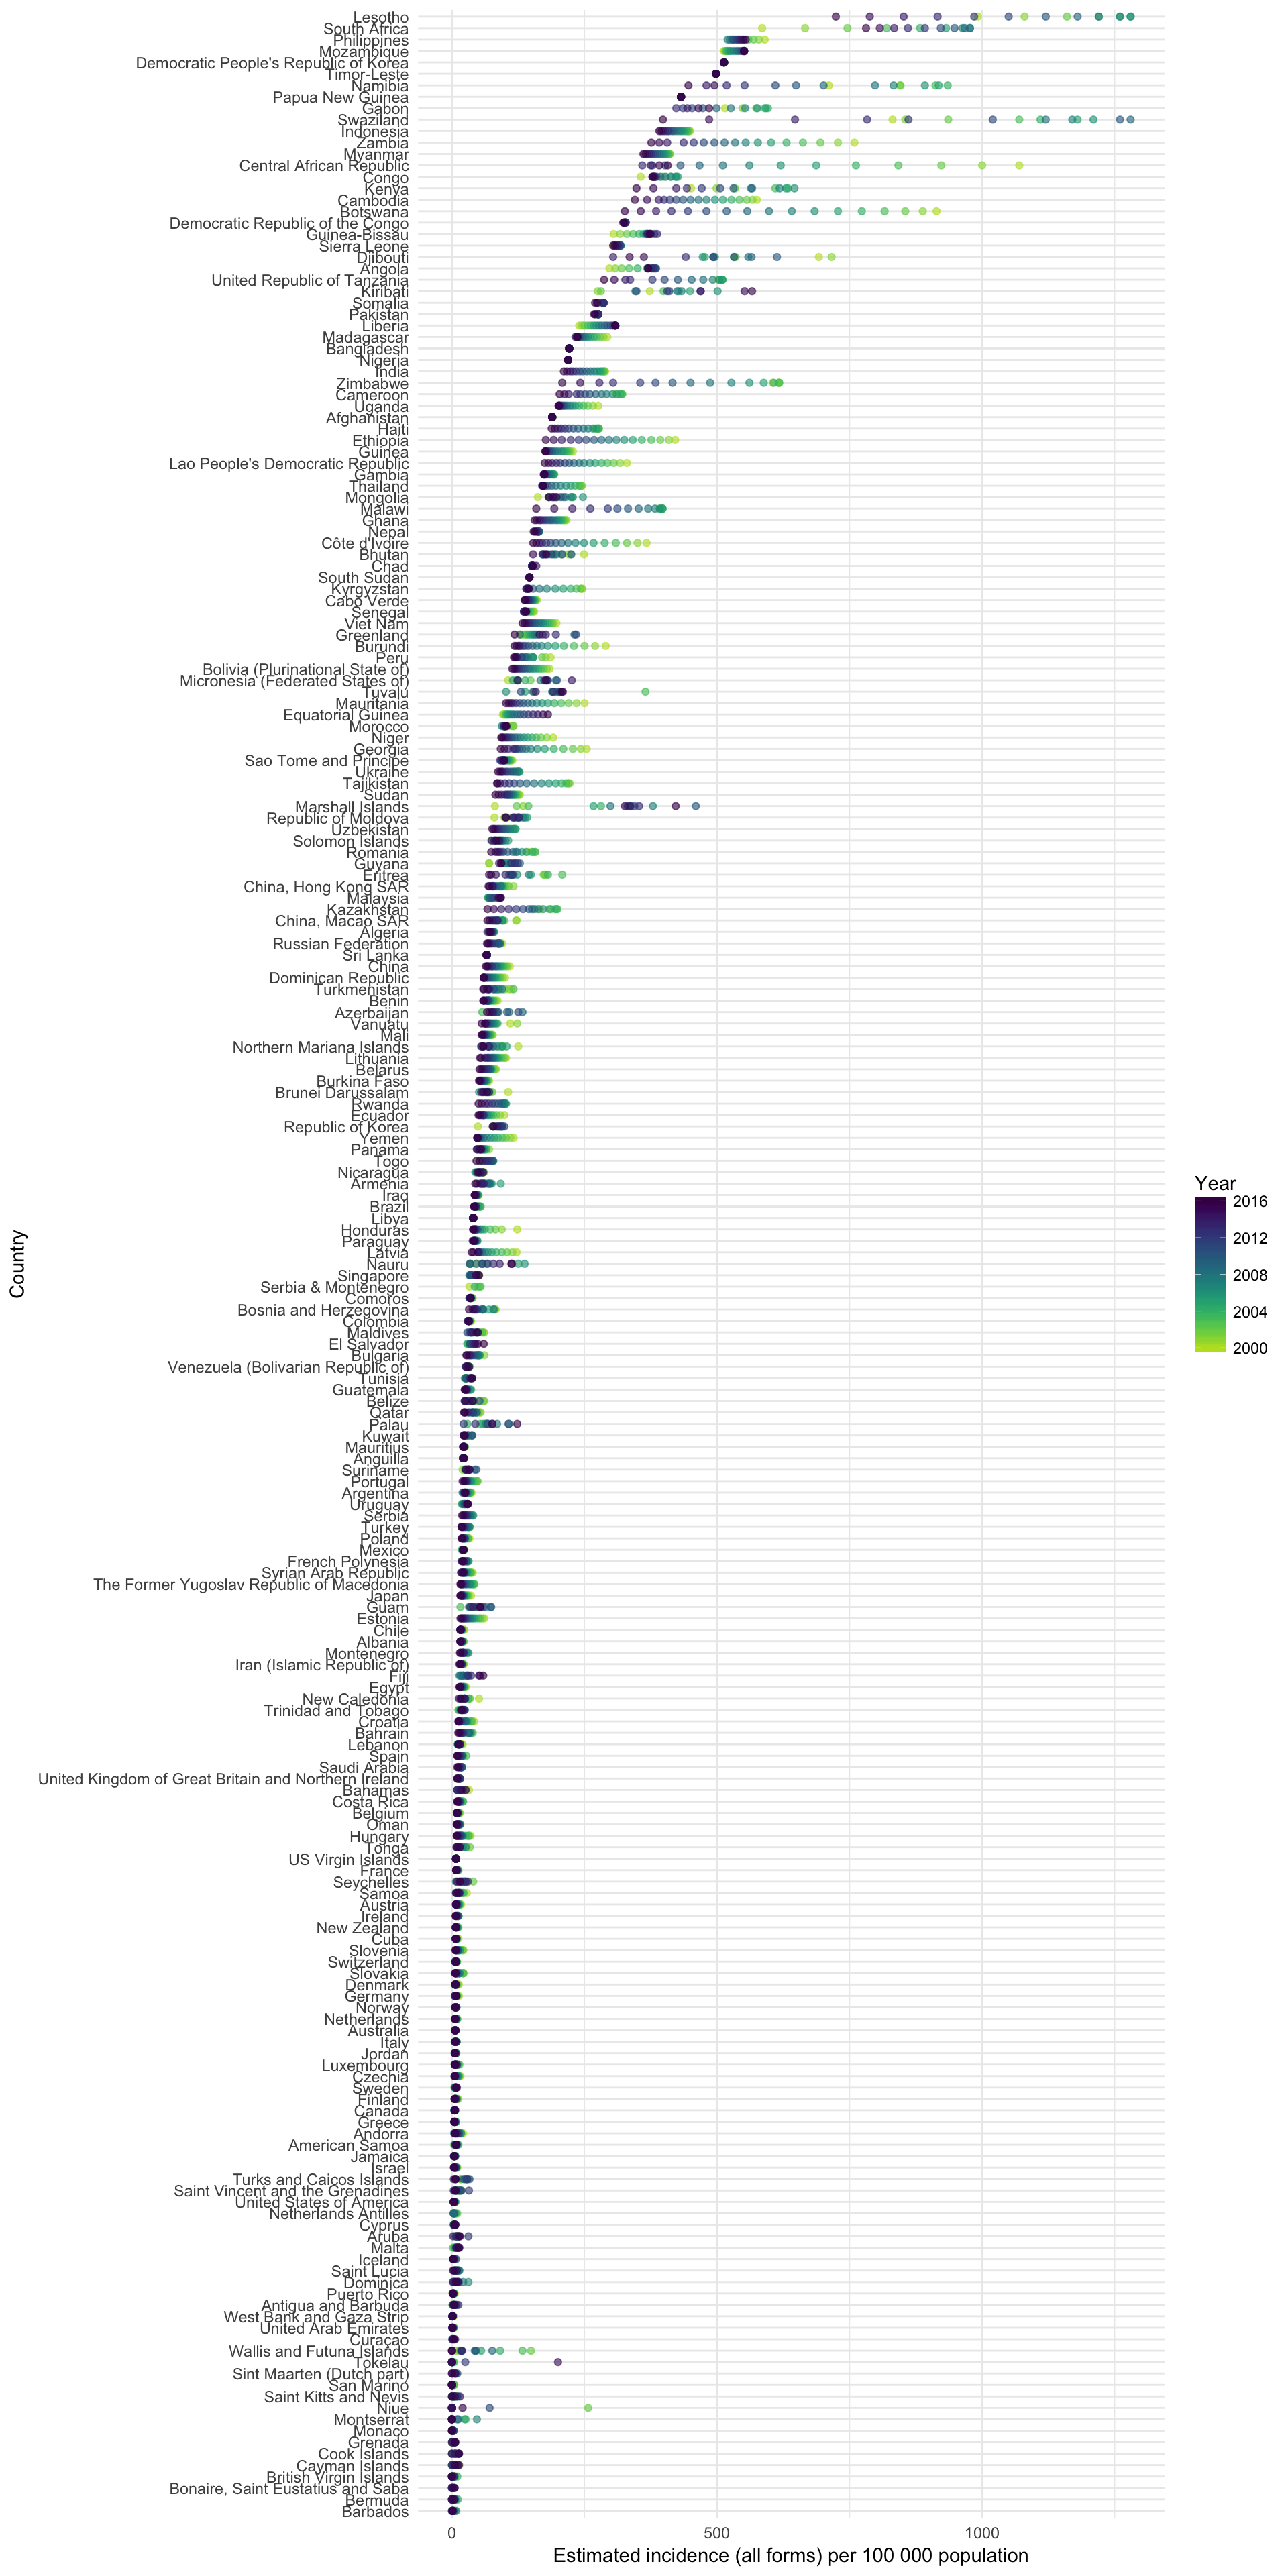 Lesotho
South Africa
Philippines
Mozambique
Democratic People's Republic of Korea
Timor-Leste
Namibia
Papua New Guinea
Gabon
Swaziland
Indonesia
Zambia
Myanmar
Central African Republic
Congo
Kenya
Cambodia
Botswana
Democratic Republic of the Congo
Guinea-Bissau
Sierra Leone
Djibouti
Angola
United Republic of Tanzania
Kiribati
Somalia
Pakistan
Liberia
Madagascar
Bangladesh
Nigeria
India
Zimbabwe
Cameroon
Uganda
Afghanistan
Haiti
Ethiopia
Guinea
Lao People's Democratic Republic
Gambia
Thailand
Mongolia
Malawi
Ghana
Nepal
Côte d'Ivoire
Bhutan
Chad
South Sudan
Kyrgyzstan
Cabo Verde
Senegal
Viet Nam
Greenland
Burundi
Peru
Bolivia (Plurinational State of)
Micronesia (Federated States of)
Tuvalu
Mauritania
Equatorial Guinea
Morocco
Niger
Georgia
Sao Tome and Principe
Ukraine
Tajikistan
Sudan
Marshall Islands
Republic of Moldova
Uzbekistan
Solomon Islands
Romania
Guyana
Eritrea
China, Hong Kong SAR
Malaysia
Kazakhstan
China, Macao SAR
Algeria
Russian Federation
Sri Lanka
China
Dominican Republic
Turkmenistan
Benin
Azerbaijan
Vanuatu
Mali
Northern Mariana Islands
Lithuania
Belarus
Burkina Faso
Brunei Darussalam
Rwanda
Ecuador
Republic of Korea
Yemen
Panama
Togo
Nicaragua
Armenia
Iraq
Brazil
Libya
Honduras
Paraguay
Latvia
Nauru
Singapore
Serbia & Montenegro
Comoros
Bosnia and Herzegovina
Colombia
Maldives
El Salvador
Bulgaria
Venezuela (Bolivarian Republic of)
Tunisia
Guatemala
Belize
Qatar
Palau
Kuwait
Mauritius
Anguilla
Suriname
Portugal
Argentina
Uruguay
Serbia
Turkey
Poland
Mexico
French Polynesia
Syrian Arab Republic
The Former Yugoslav Republic of Macedonia
Japan
Guam
Estonia
Chile
Albania
Montenegro
Iran (Islamic Republic of)
Fiji
Egypt
New Caledonia
Trinidad and Tobago
Croatia
Bahrain
Lebanon
Spain
Saudi Arabia
United Kingdom of Great Britain and Northern Ireland
Bahamas
Costa Rica
Belgium
Oman
Hungary
Tonga
US Virgin Islands
France
Seychelles
Samoa
Austria
Ireland
New Zealand
Cuba
Slovenia
Switzerland
Slovakia
Denmark
Germany
Norway
Netherlands
Australia
Italy
Jordan
Luxembourg
Czechia
Sweden
Finland
Canada
Greece
Andorra
American Samoa
Jamaica
Israel
Turks and Caicos Islands
Saint Vincent and the Grenadines
United States of America
Netherlands Antilles
Cyprus
Aruba
Malta
Iceland
Saint Lucia
Dominica
Puerto Rico
Antigua and Barbuda
West Bank and Gaza Strip
United Arab Emirates
Curaçao
Wallis and Futuna Islands
Tokelau
Sint Maarten (Dutch part)
San Marino
Saint Kitts and Nevis
Niue
Montserrat
Monaco
Grenada
Cook Islands
Cayman Islands
British Virgin Islands
Bonaire, Saint Eustatius and Saba
Bermuda
Barbados
0
500
1000
Estimated incidence (all forms) per 100 000 population
Country
Year
2016
2012
2008
2004
2000